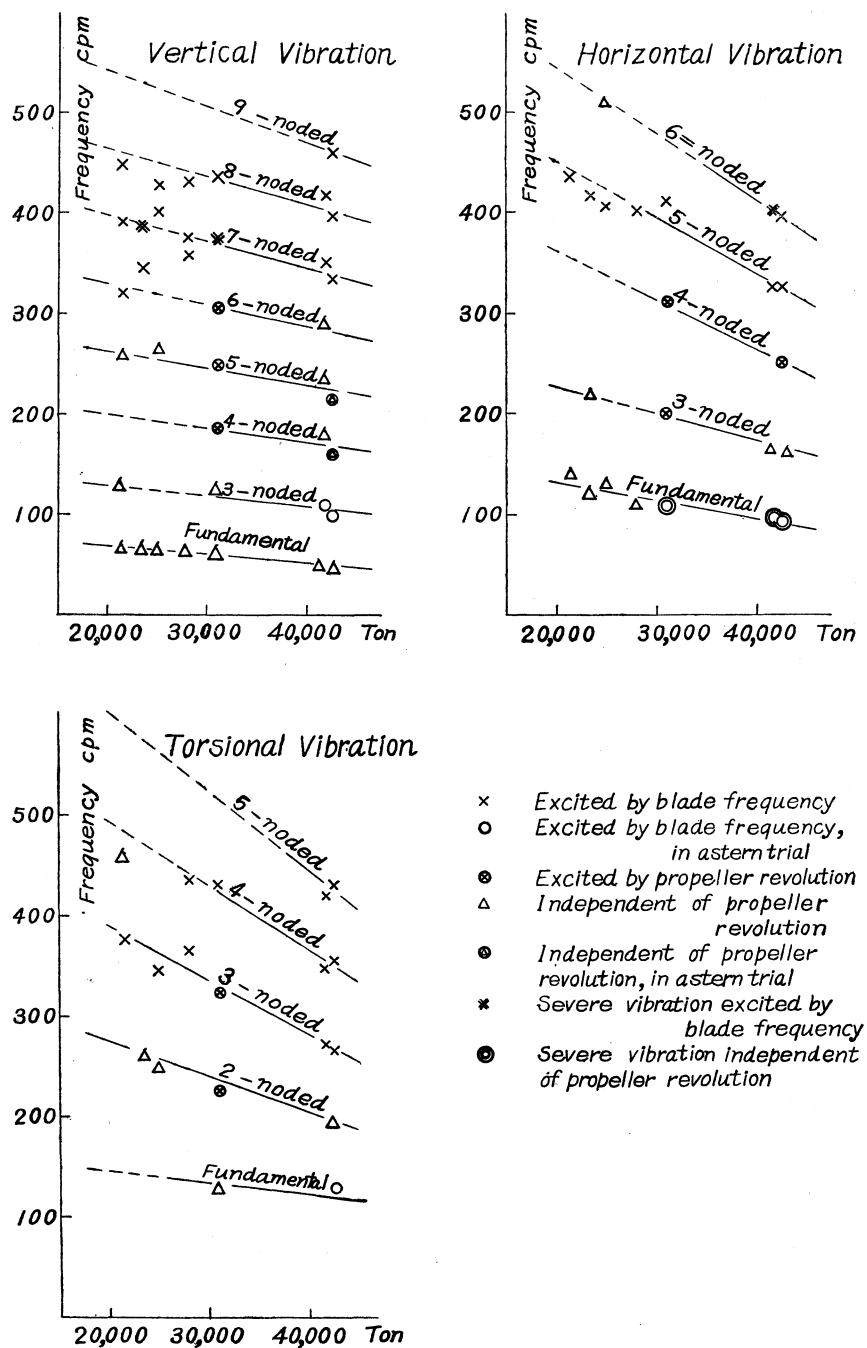 Vertical Vibration
Frequency cpm
500
400
300
200
100
9-noded
8-noded
7-noded
6-noded
5-noded
4-noded
3-noded
Fundamental
20,000 30,000 40,000 Ton
Horizontal Vibration
Frequency cpm
500
400
300
200
100
6=noded
5-noded
4-noded
3-noded
Fundamental
20,000 30,000 40,000 Ton
Torsional Vibration
Frequency cpm
500
400
300
200
100
5-noded
4-noded
3-noded
2-noded
Fundamental
20,000 30,000 40,000 Ton
Excited by blade frequency
Excited by blade frequency,
in astern trial
Excited by propeller revolution
Independent of propeller
revolution
Independent of propeller
revolution, in astern trial
Severe vibration excited by
blade frequency
Severe vibration independent
of propeller revolution